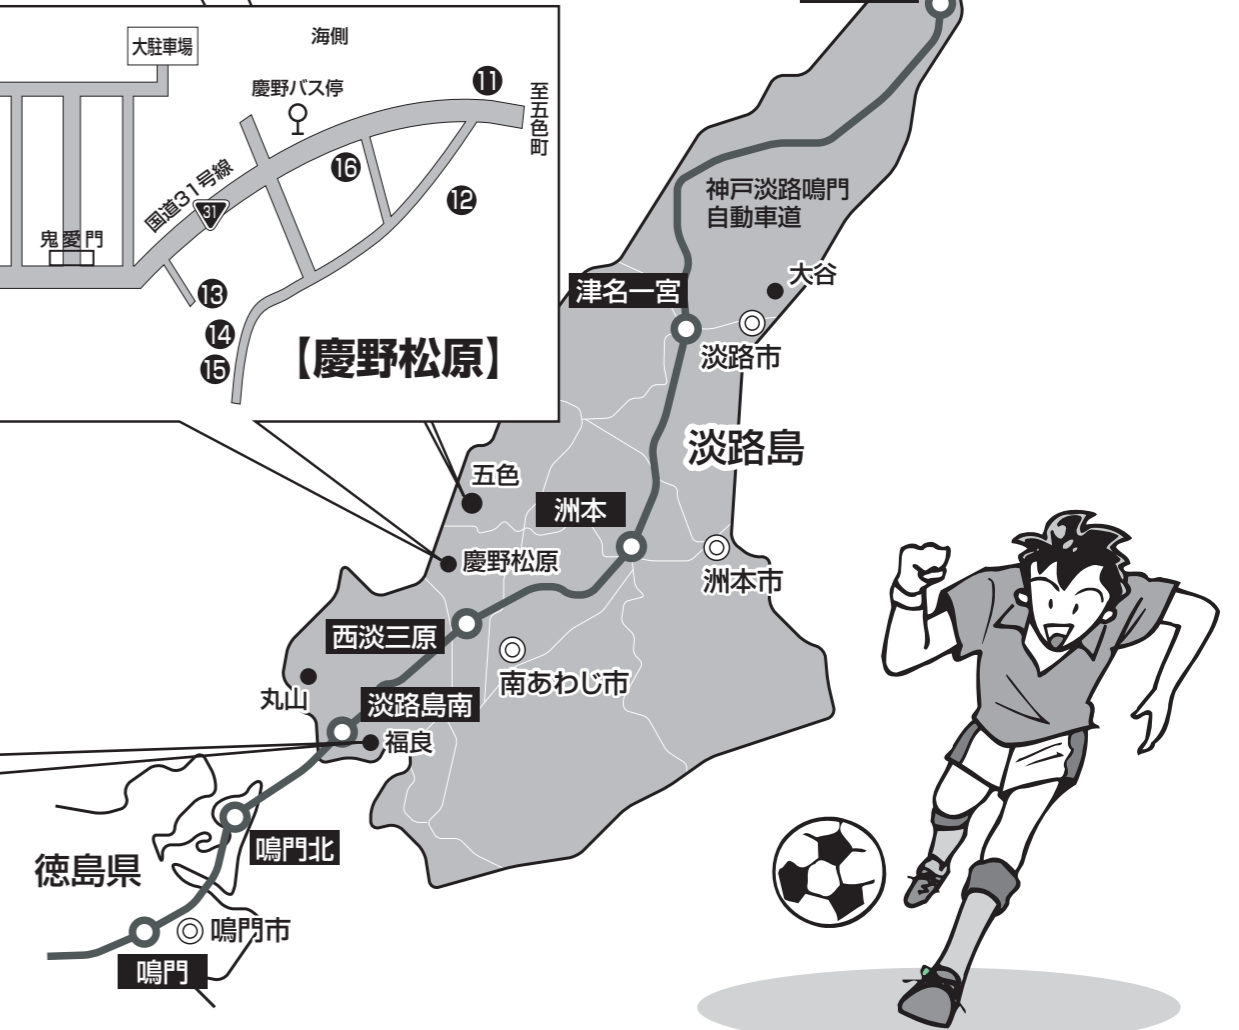 大駐車場
海側
慶野バス停
⓫
至五色町
⓰
国道31号線
31
⓬
鬼愛門
⓭
⓮
⓯
【慶野松原】
神戸淡路鳴門
自動車道
大谷
津名一宮
淡路市
淡路島
五色
洲本
慶野松原
洲本市
西淡三原
南あわじ市
丸山
淡路島南
福良
鳴門北
徳島県
鳴門市
鳴門